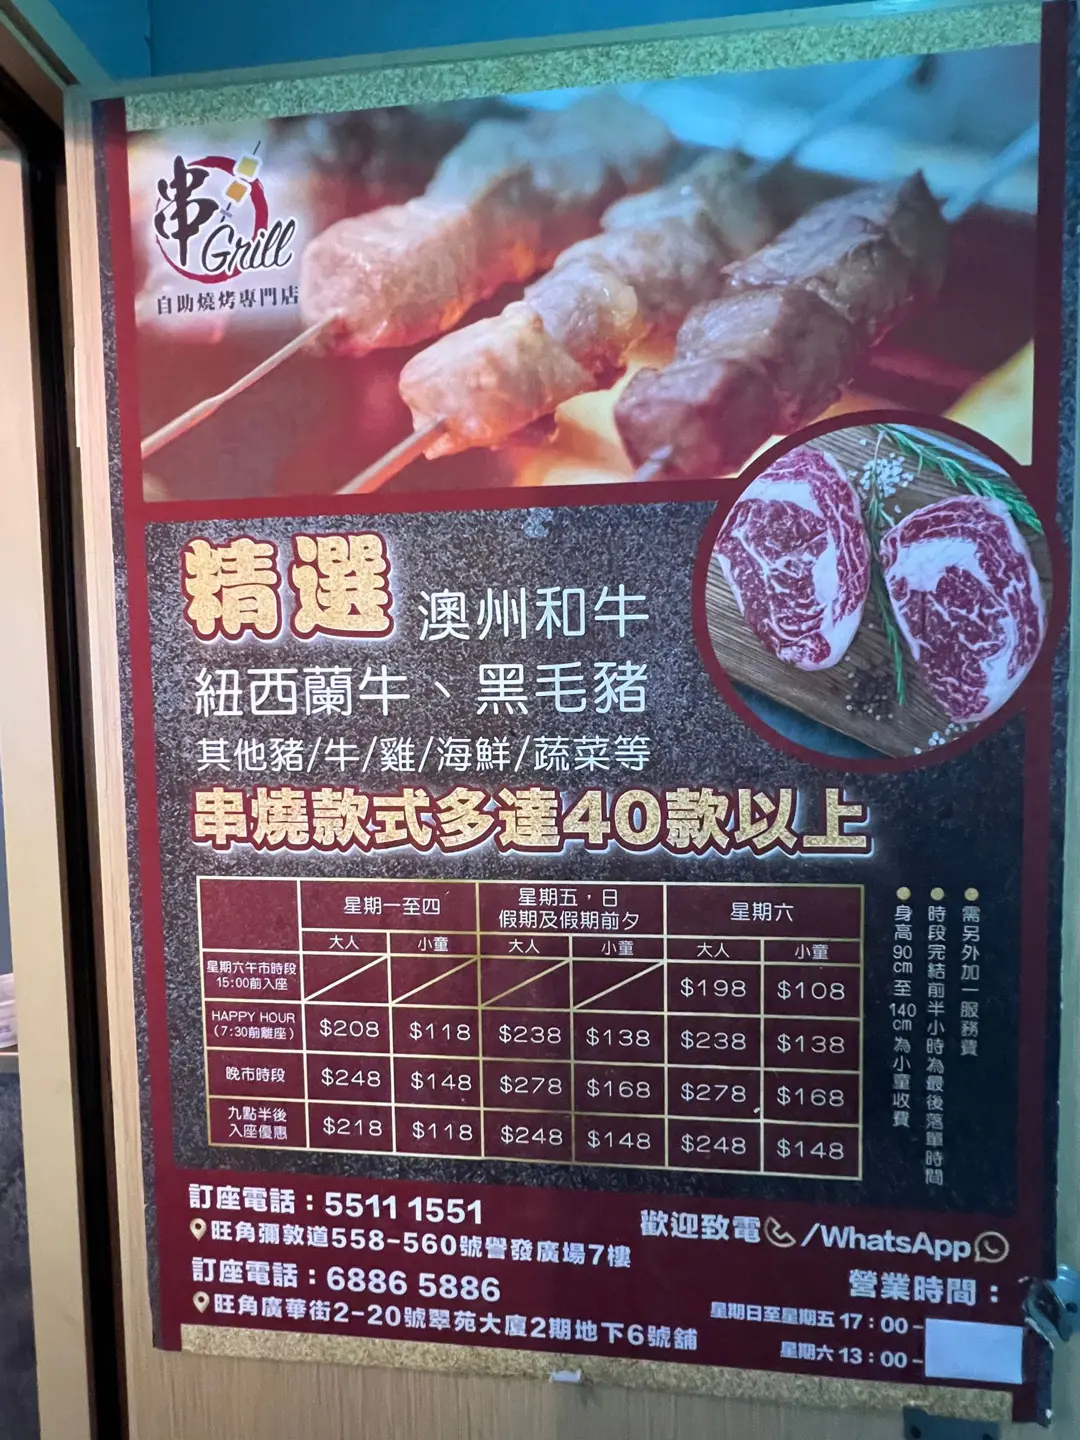 串
Grill
自助燒烤專門店
精選 澳州和牛
紐西蘭牛、黑毛豬
其他豬/牛/雞/海鮮/蔬菜等
串燒款式多達40款以上
星期一至四 星期五，日 假期及假期前夕 星期六
大人 小童 大人 小童 大人 小童
星期六午市時段 15:00前入座 $198 $108
HAPPY HOUR (7:30前離座) $208 $118 $238 $138 $238 $138
晚市時段 $248 $148 $278 $168 $278 $168
九點半後 入座優惠 $218 $118 $248 $148 $248 $148
需另外加一服務費
時段完結前半小時為最後落單時間
身高90cm至140cm為小童收費
訂座電話：5511 1551
旺角彌敦道558-560號譽發廣場7樓
訂座電話：6886 5886
旺角廣華街2-20號翠苑大廈2期地下6號舖
歡迎致電/WhatsApp
營業時間：
星期日至星期五 17：00-
星期六 13：00-